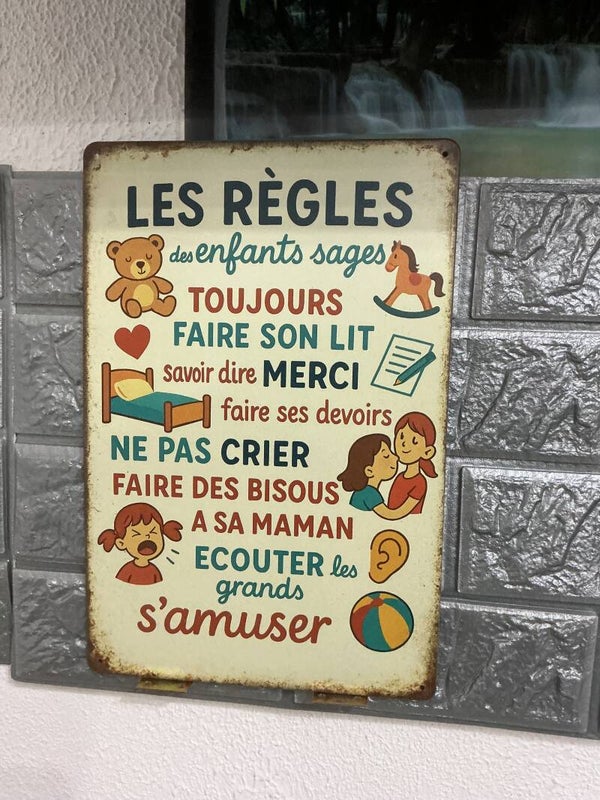 LES RÈGLES
des enfants sages
TOUJOURS
FAIRE SON LIT
savoir dire MERCI
faire ses devoirs
NE PAS CRIER
FAIRE DES BISOUS
A SA MAMAN
ECOUTER les
grands
s'amuser